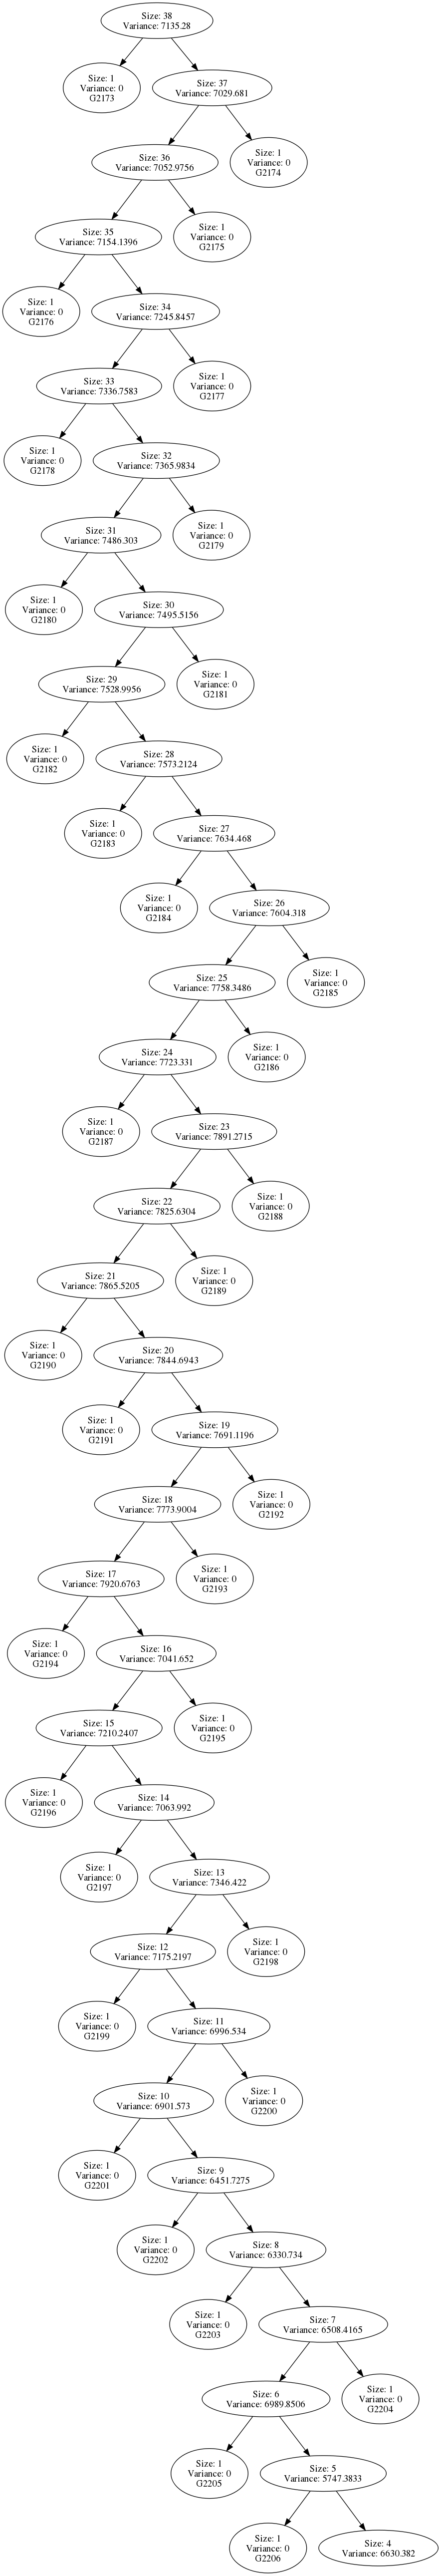 Size: 38
Variance: 7135.28
Size: 1
Variance: 0
G2173
Size: 37
Variance: 7029.681
Size: 36
Variance: 7052.9756
Size: 1
Variance: 0
G2174
Size: 35
Variance: 7154.1396
Size: 1
Variance: 0
G2175
Size: 1
Variance: 0
G2176
Size: 34
Variance: 7245.8457
Size: 33
Variance: 7336.7583
Size: 1
Variance: 0
G2177
Size: 1
Variance: 0
G2178
Size: 32
Variance: 7365.9834
Size: 31
Variance: 7486.303
Size: 1
Variance: 0
G2179
Size: 1
Variance: 0
G2180
Size: 30
Variance: 7495.5156
Size: 29
Variance: 7528.9956
Size: 1
Variance: 0
G2181
Size: 1
Variance: 0
G2182
Size: 28
Variance: 7573.2124
Size: 1
Variance: 0
G2183
Size: 27
Variance: 7634.468
Size: 1
Variance: 0
G2184
Size: 26
Variance: 7604.318
Size: 25
Variance: 7758.3486
Size: 1
Variance: 0
G2185
Size: 24
Variance: 7723.331
Size: 1
Variance: 0
G2186
Size: 1
Variance: 0
G2187
Size: 23
Variance: 7891.2715
Size: 22
Variance: 7825.6304
Size: 1
Variance: 0
G2188
Size: 21
Variance: 7865.5205
Size: 1
Variance: 0
G2189
Size: 1
Variance: 0
G2190
Size: 20
Variance: 7844.6943
Size: 1
Variance: 0
G2191
Size: 19
Variance: 7691.1196
Size: 18
Variance: 7773.9004
Size: 1
Variance: 0
G2192
Size: 17
Variance: 7920.6763
Size: 1
Variance: 0
G2193
Size: 1
Variance: 0
G2194
Size: 16
Variance: 7041.652
Size: 15
Variance: 7210.2407
Size: 1
Variance: 0
G2195
Size: 1
Variance: 0
G2196
Size: 14
Variance: 7063.992
Size: 1
Variance: 0
G2197
Size: 13
Variance: 7346.422
Size: 12
Variance: 7175.2197
Size: 1
Variance: 0
G2198
Size: 1
Variance: 0
G2199
Size: 11
Variance: 6996.534
Size: 10
Variance: 6901.573
Size: 1
Variance: 0
G2200
Size: 1
Variance: 0
G2201
Size: 9
Variance: 6451.7275
Size: 1
Variance: 0
G2202
Size: 8
Variance: 6330.734
Size: 1
Variance: 0
G2203
Size: 7
Variance: 6508.4165
Size: 6
Variance: 6989.8506
Size: 1
Variance: 0
G2204
Size: 1
Variance: 0
G2205
Size: 5
Variance: 5747.3833
Size: 1
Variance: 0
G2206
Size: 4
Variance: 6630.382